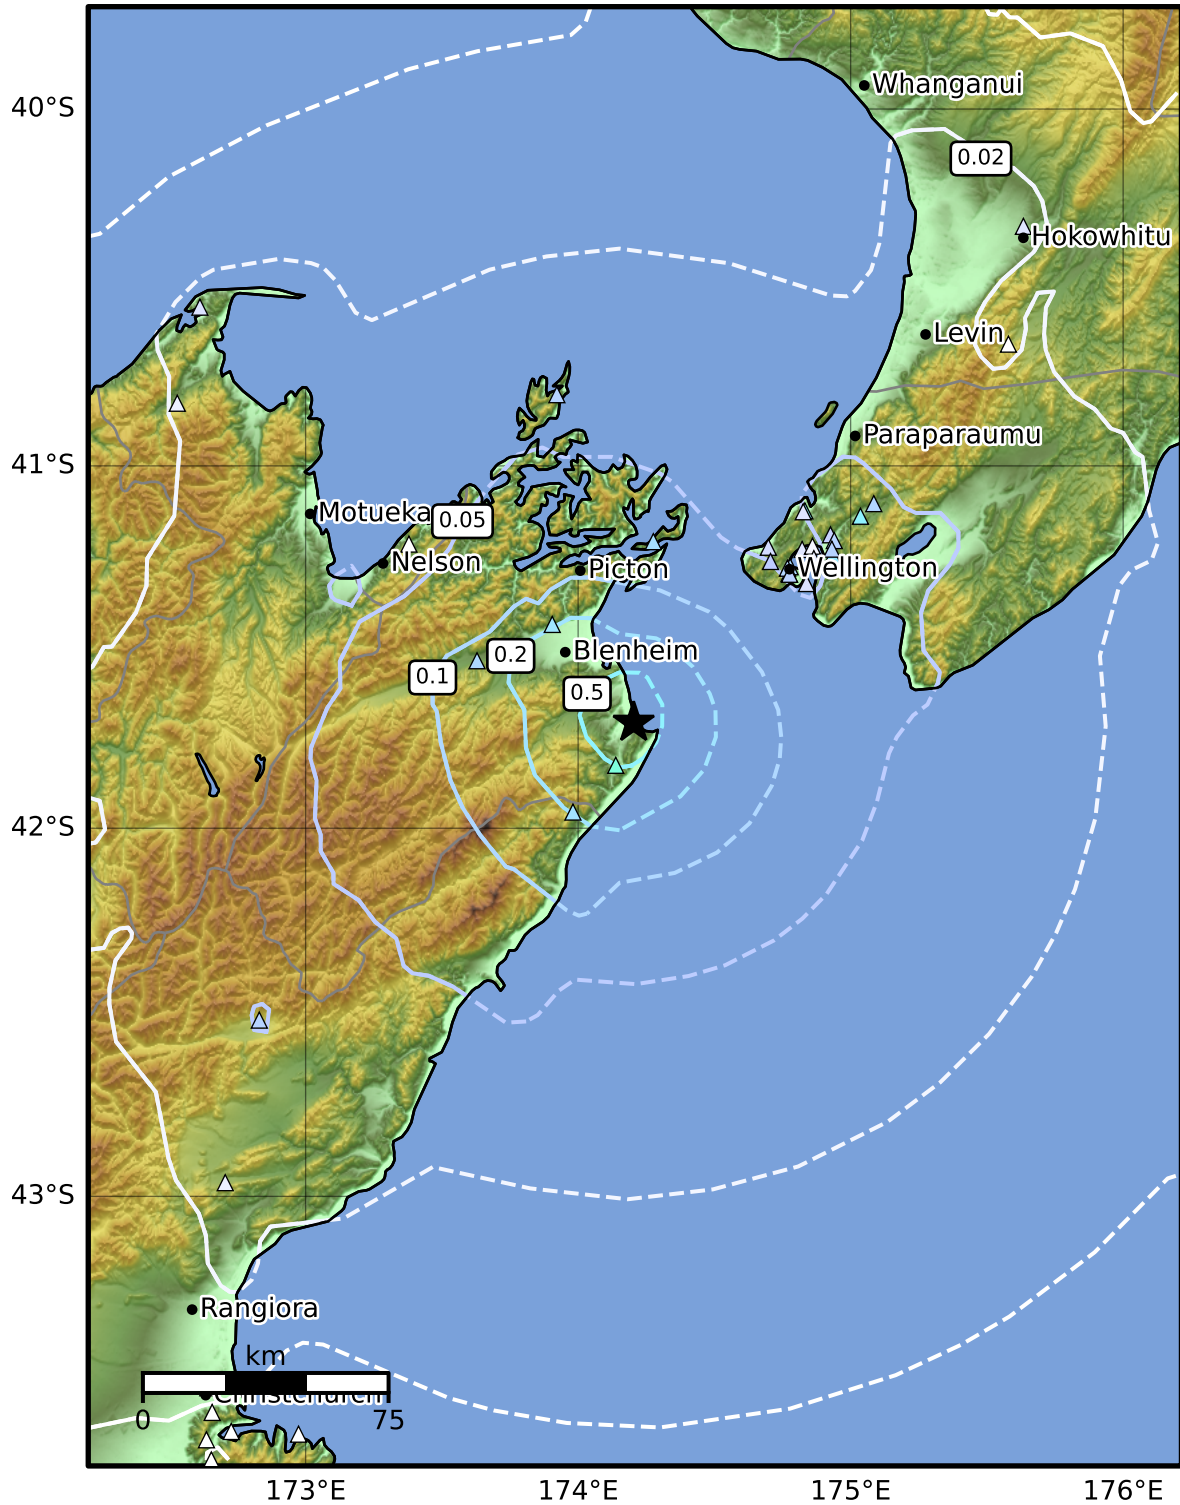 40°S
Whanganui
0.02
Hokowhitu
Levin
Paraparaumu
41°S
Motueka
0.05
Nelson
Picton
Wellington
Blenheim
0.2
0.1
0.5
42°S
43°S
Rangiora
km
Christchurch
0
75
173°E
174°E
175°E
176°E